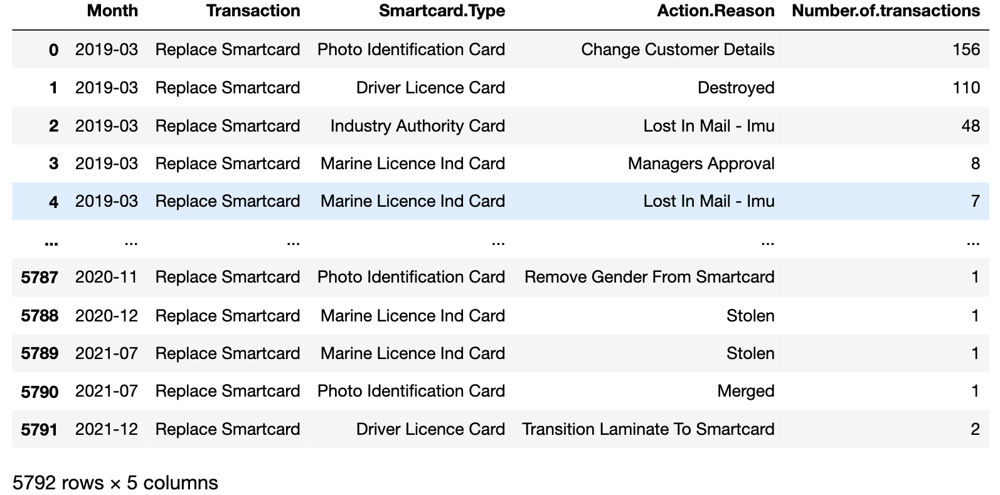 Month Transaction Smartcard.Type Action.Reason Number.of.transactions
0 2019-03 Replace Smartcard Photo Identification Card Change Customer Details 156
1 2019-03 Replace Smartcard Driver Licence Card Destroyed 110
2 2019-03 Replace Smartcard Industry Authority Card Lost In Mail - Imu 48
3 2019-03 Replace Smartcard Marine Licence Ind Card Managers Approval 8
4 2019-03 Replace Smartcard Marine Licence Ind Card Lost In Mail - Imu 7
... ... ... ... ... ...
5787 2020-11 Replace Smartcard Photo Identification Card Remove Gender From Smartcard 1
5788 2020-12 Replace Smartcard Marine Licence Ind Card Stolen 1
5789 2021-07 Replace Smartcard Marine Licence Ind Card Stolen 1
5790 2021-07 Replace Smartcard Photo Identification Card Merged 1
5791 2021-12 Replace Smartcard Driver Licence Card Transition Laminate To Smartcard 2
5792 rows × 5 columns